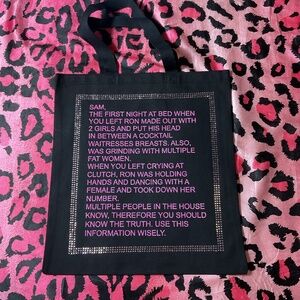 SAM,
THE FIRST NIGHT AT BED WHEN
YOU LEFT RON MADE OUT WITH
2 GIRLS AND PUT HIS HEAD
IN BETWEEN A COCKTAIL
WAITRESSES BREASTS. ALSO,
WAS GRINDING WITH MULTIPLE
FAT WOMEN.
WHEN YOU LEFT CRYING AT
CLUTCH, RON WAS HOLDING
HANDS AND DANCING WITH A
FEMALE AND TOOK DOWN HER
NUMBER.
MULTIPLE PEOPLE IN THE HOUSE
KNOW, THEREFORE YOU SHOULD
KNOW THE TRUTH. USE THIS
INFORMATION WISELY.